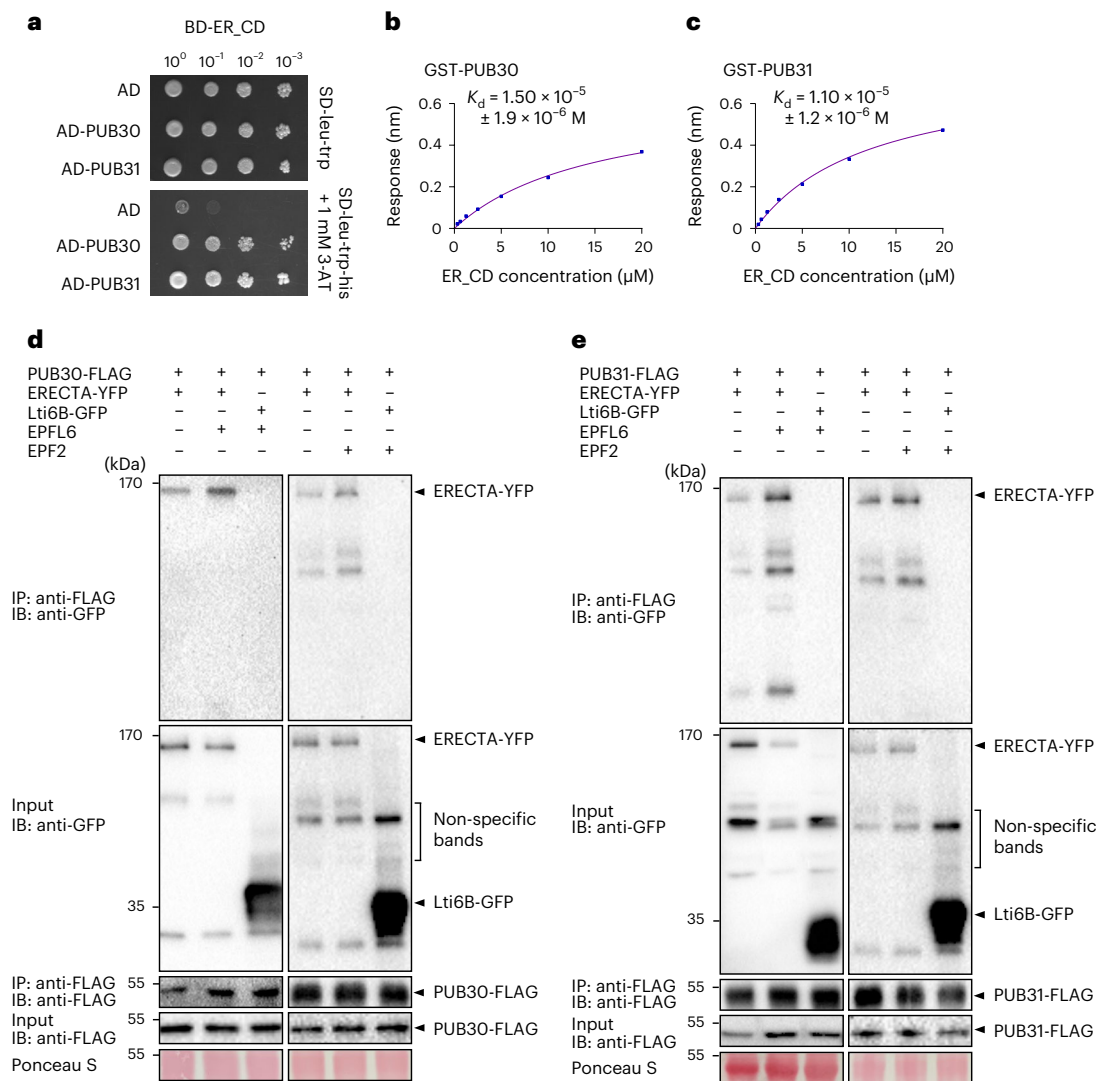 a
BD-ER_CD
10⁰ 10⁻¹ 10⁻² 10⁻³
AD
AD-PUB30
AD-PUB31
SD-leu-trp
AD
AD-PUB30
AD-PUB31
SD-leu-trp-his
+ 1 mM 3-AT
b
GST-PUB30
Kd = 1.50 × 10⁻⁵
± 1.9 × 10⁻⁶ M
Response (nm)
0.6
0.4
0.2
0
0 5 10 15 20
ER_CD concentration (µM)
c
GST-PUB31
Kd = 1.10 × 10⁻⁵
± 1.2 × 10⁻⁶ M
Response (nm)
0.6
0.4
0.2
0
0 5 10 15 20
ER_CD concentration (µM)
d
PUB30-FLAG + + + + + +
ERECTA-YFP + + – + + –
Lti6B-GFP – – + – – +
EPFL6 – + + – – –
EPF2 – – – – + +
(kDa)
170
ERECTA-YFP
IP: anti-FLAG
IB: anti-GFP
170
ERECTA-YFP
Input
IB: anti-GFP
Non-specific
bands
35
Lti6B-GFP
IP: anti-FLAG
IB: anti-FLAG
55
PUB30-FLAG
Input
IB: anti-FLAG
55
PUB30-FLAG
55
Ponceau S
e
PUB31-FLAG + + + + + +
ERECTA-YFP + + – + + –
Lti6B-GFP – – + – – +
EPFL6 – + + – – –
EPF2 – – – – + +
(kDa)
170
ERECTA-YFP
IP: anti-FLAG
IB: anti-GFP
170
ERECTA-YFP
Input
IB: anti-GFP
Non-specific
bands
35
Lti6B-GFP
IP: anti-FLAG
IB: anti-FLAG
55
PUB31-FLAG
Input
IB: anti-FLAG
55
PUB31-FLAG
55
Ponceau S